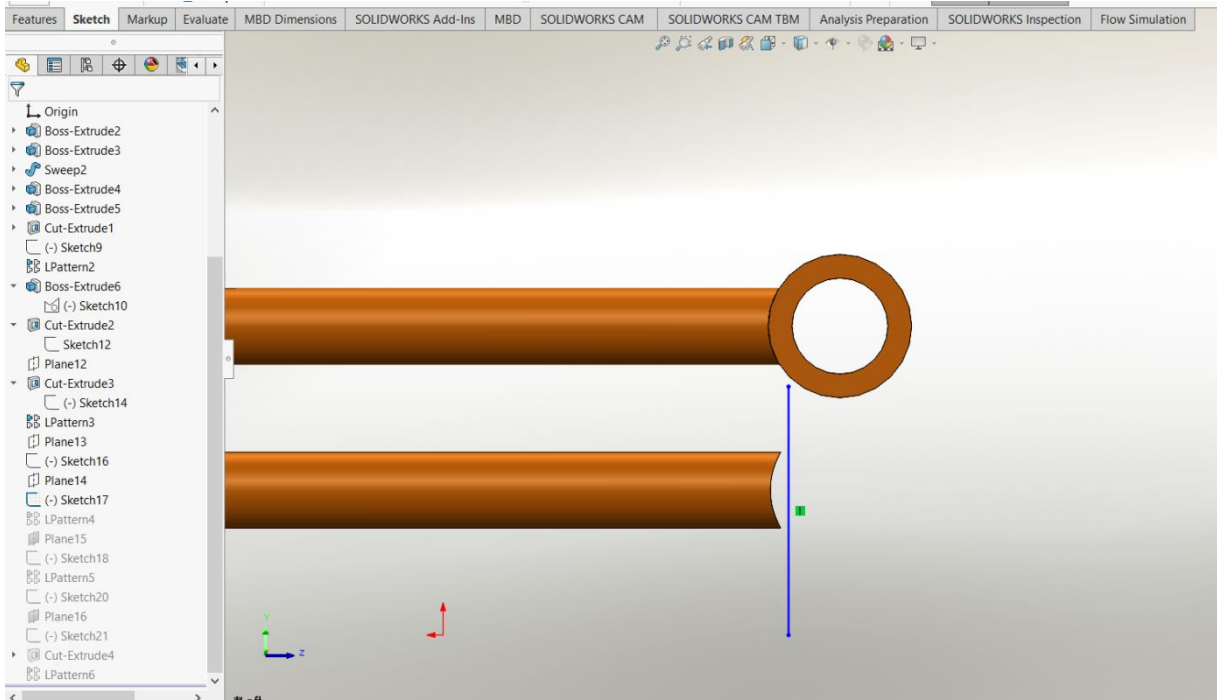 Features Sketch Markup Evaluate MBD Dimensions SOLIDWORKS Add-Ins MBD SOLIDWORKS CAM SOLIDWORKS CAM TBM Analysis Preparation SOLIDWORKS Inspection Flow Simulation
Origin
Boss-Extrude2
Boss-Extrude3
Sweep2
Boss-Extrude4
Boss-Extrude5
Cut-Extrude1
(-) Sketch9
LPattern2
Boss-Extrude6
(-) Sketch10
Cut-Extrude2
Sketch12
Plane12
Cut-Extrude3
(-) Sketch14
LPattern3
Plane13
(-) Sketch16
Plane14
(-) Sketch17
LPattern4
Plane15
(-) Sketch18
LPattern5
(-) Sketch20
Plane16
(-) Sketch21
Cut-Extrude4
LPattern6
Y
Z